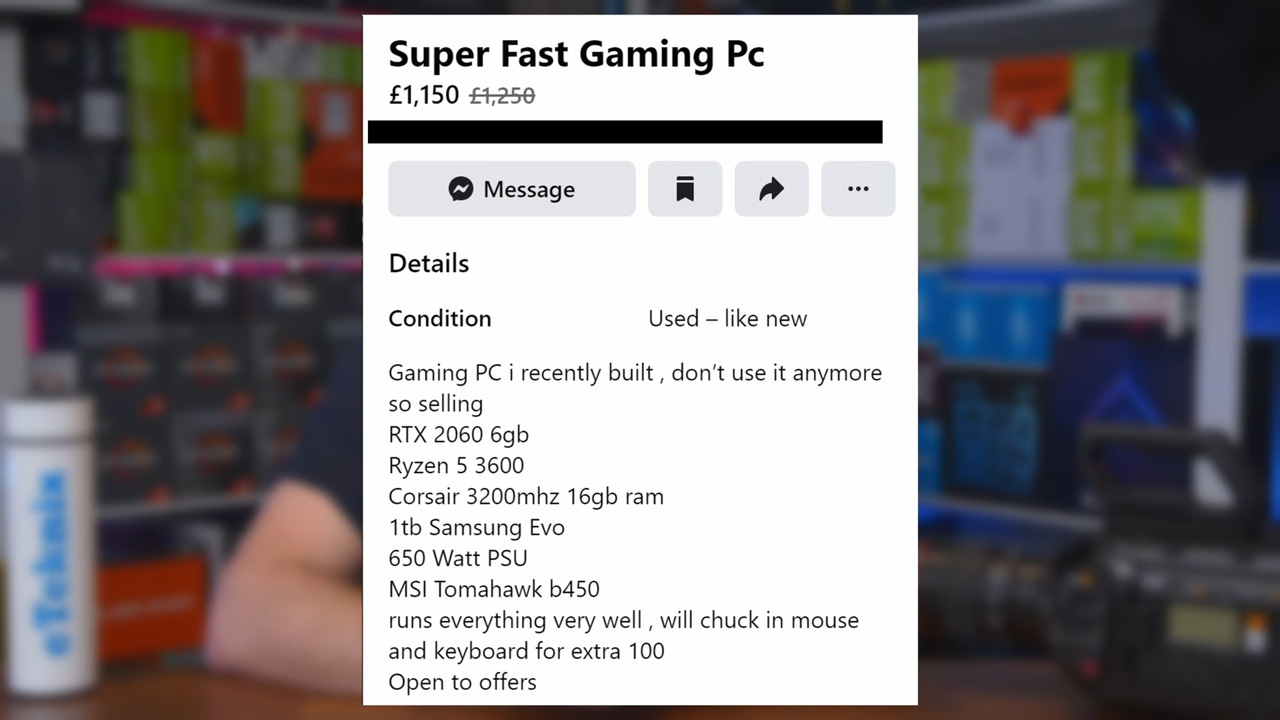 Super Fast Gaming Pc
£1,150 £1,250
Message
Details
Condition Used – like new
Gaming PC i recently built , don't use it anymore
so selling
RTX 2060 6gb
Ryzen 5 3600
Corsair 3200mhz 16gb ram
1tb Samsung Evo
650 Watt PSU
MSI Tomahawk b450
runs everything very well , will chuck in mouse
and keyboard for extra 100
Open to offers
eTeknix